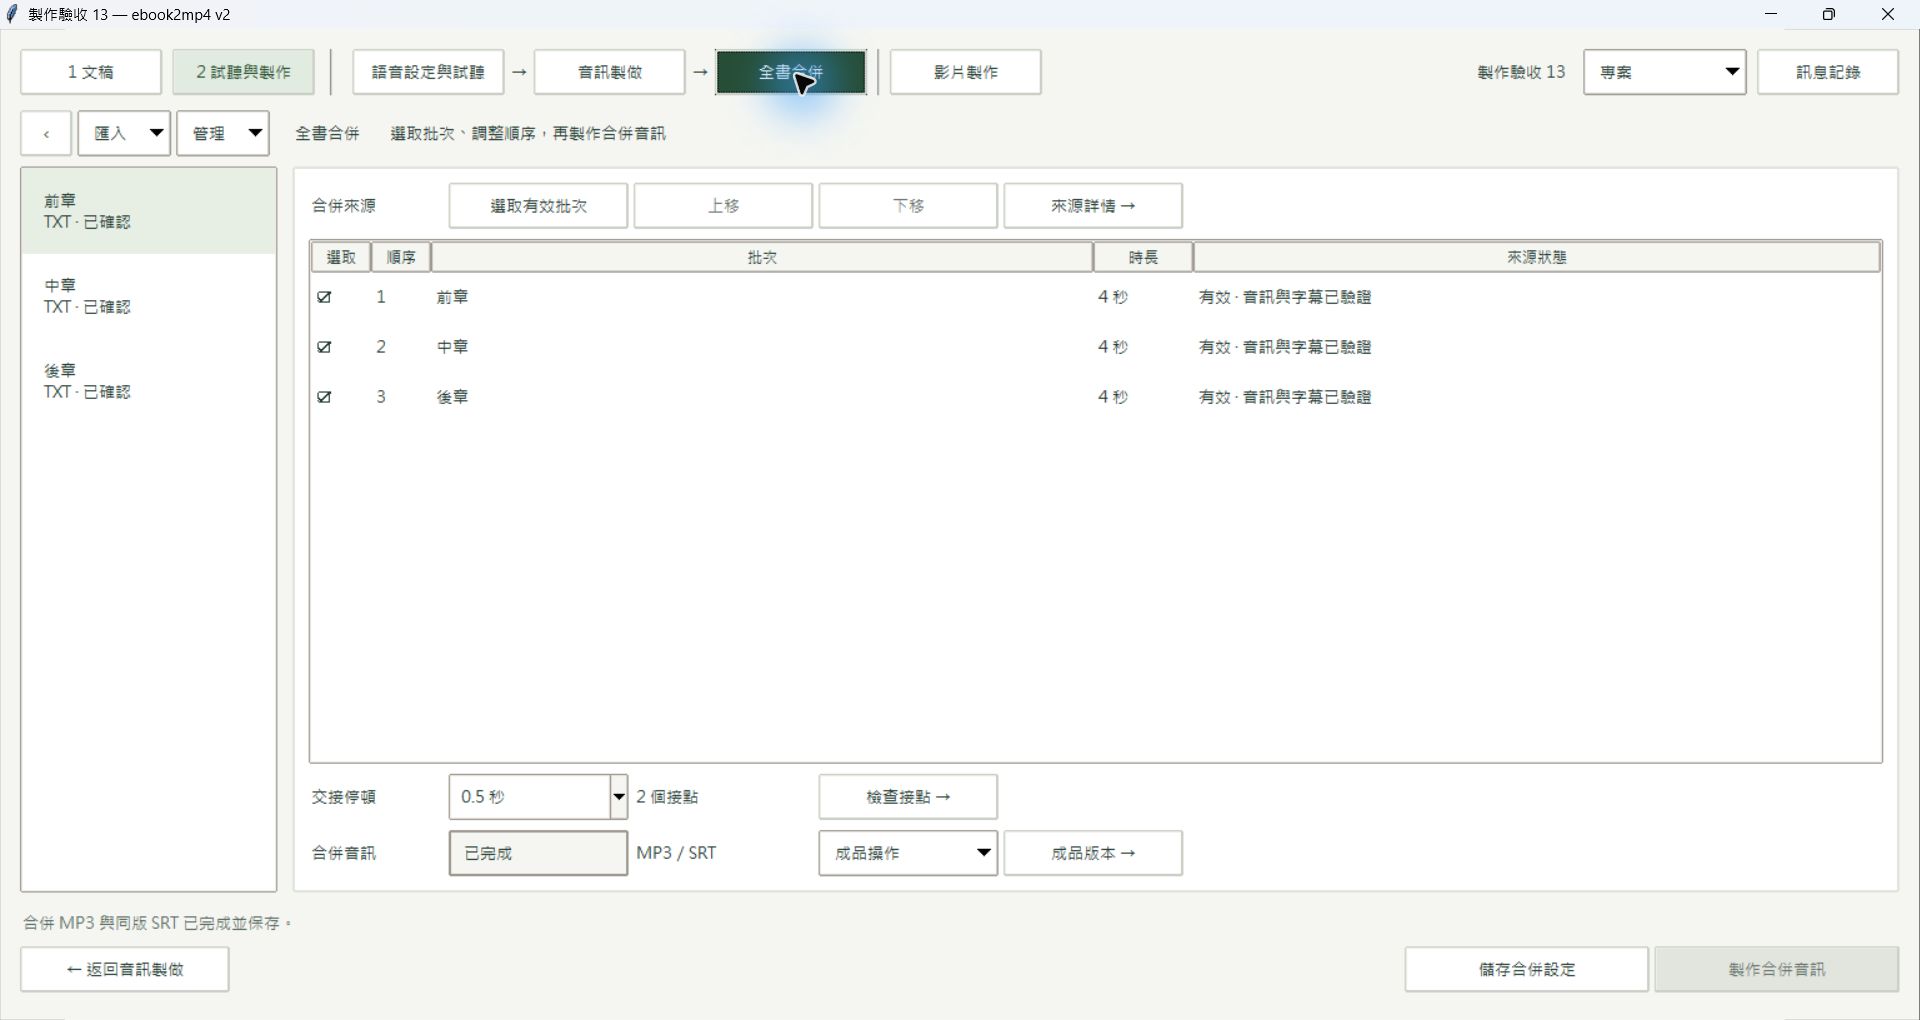 製作驗收 13 — ebook2mp4 v2
1 文稿
2 試聽與製作
語音設定與試聽
→
音訊製做
→
全書合併
影片製作
製作驗收 13
專案
訊息記錄
‹
匯入
管理
全書合併
選取批次、調整順序，再製作合併音訊
前章
TXT · 已確認
中章
TXT · 已確認
後章
TXT · 已確認
合併來源
選取有效批次
上移
下移
來源詳情 →
選取 順序 批次 時長 來源狀態
1 前章 4 秒 有效 · 音訊與字幕已驗證
2 中章 4 秒 有效 · 音訊與字幕已驗證
3 後章 4 秒 有效 · 音訊與字幕已驗證
交接停頓
0.5 秒
2 個接點
檢查接點 →
合併音訊
已完成
MP3 / SRT
成品操作
成品版本 →
合併 MP3 與同版 SRT 已完成並保存。
← 返回音訊製做
儲存合併設定
製作合併音訊